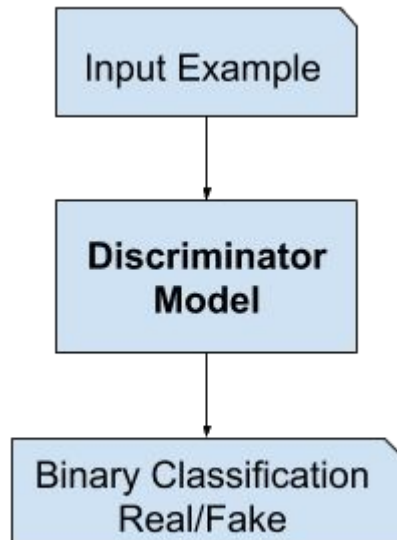 Input Example
Discriminator
Model
Binary Classification
Real/Fake